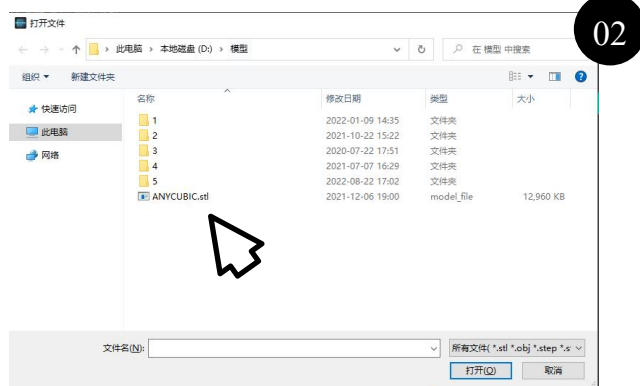 打开文件
02
此电脑 › 本地磁盘 (D:) › 模型
在 模型 中搜索
组织 新建文件夹
名称 修改日期 类型 大小
快速访问
此电脑
网络
1 2022-01-09 14:35 文件夹
2 2021-10-22 15:22 文件夹
3 2020-07-22 17:51 文件夹
4 2021-07-07 16:29 文件夹
5 2022-08-22 17:02 文件夹
ANYCUBIC.stl 2021-12-06 19:00 model_file 12,960 KB
文件名(N):
所有文件( *.stl *.obj *.step *.s
打开(O) 取消